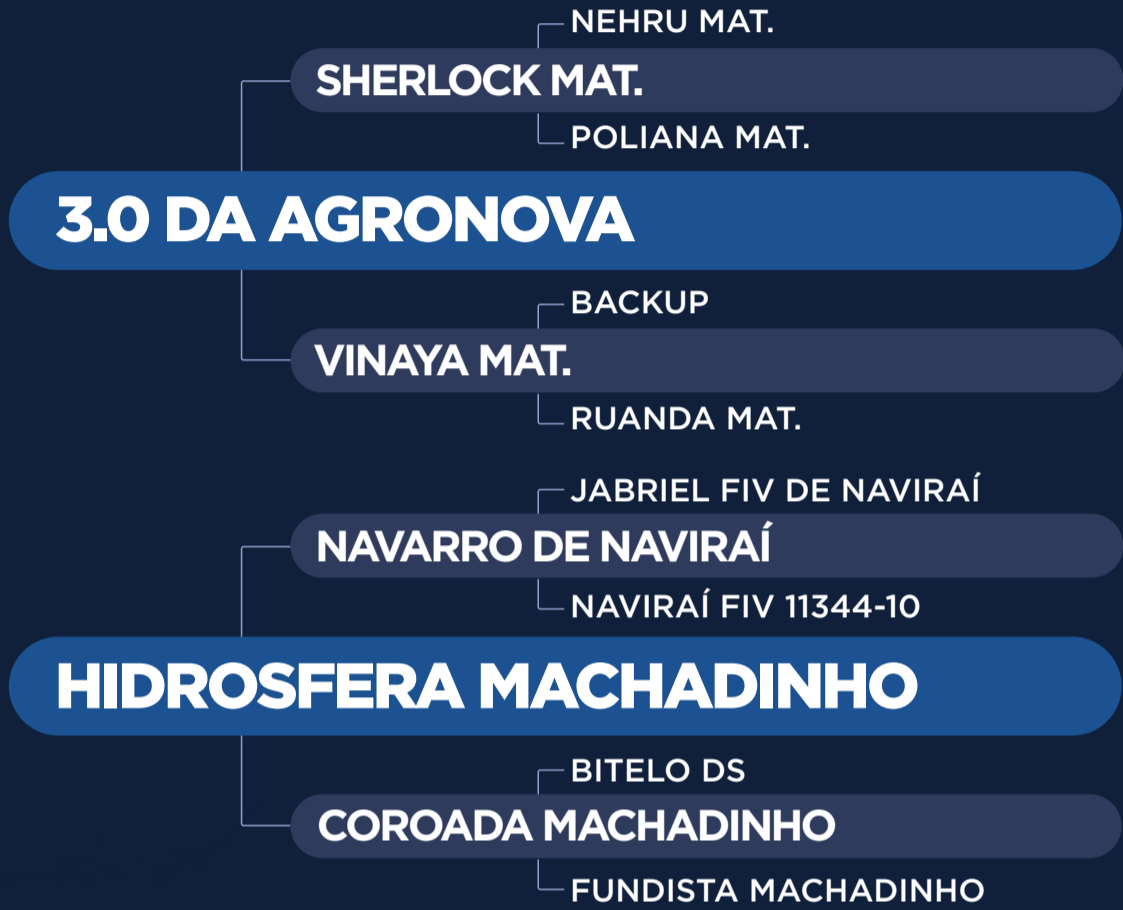 NEHRU MAT.
SHERLOCK MAT.
POLIANA MAT.
3.0 DA AGRONOVA
BACKUP
VINAYA MAT.
RUANDA MAT.
JABRIEL FIV DE NAVIRAÍ
NAVARRO DE NAVIRAÍ
NAVIRAÍ FIV 11344-10
HIDROSFERA MACHADINHO
BITELO DS
COROADA MACHADINHO
FUNDISTA MACHADINHO